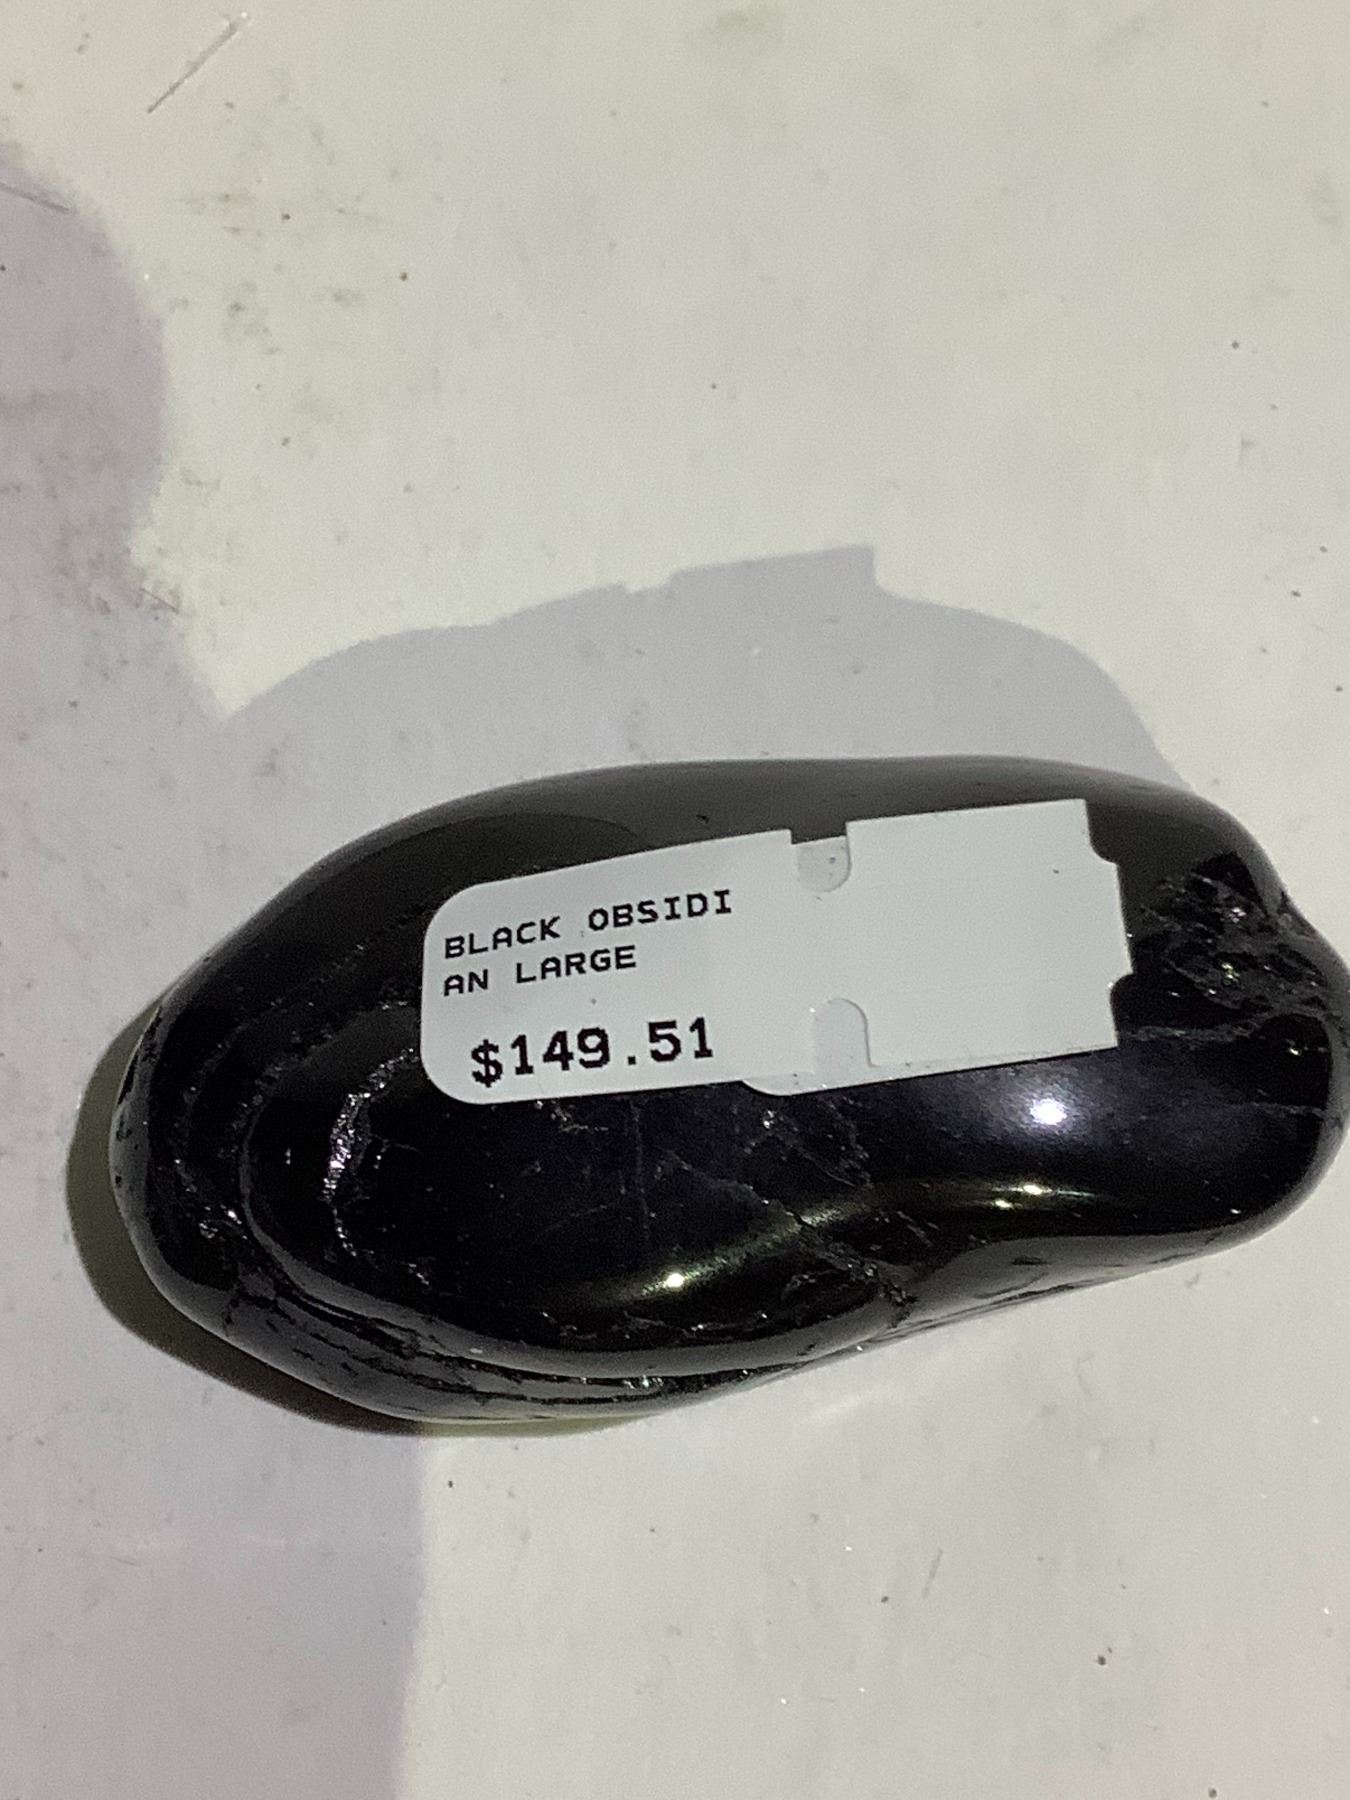 BLACK OBSIDI
AN LARGE
$149.51